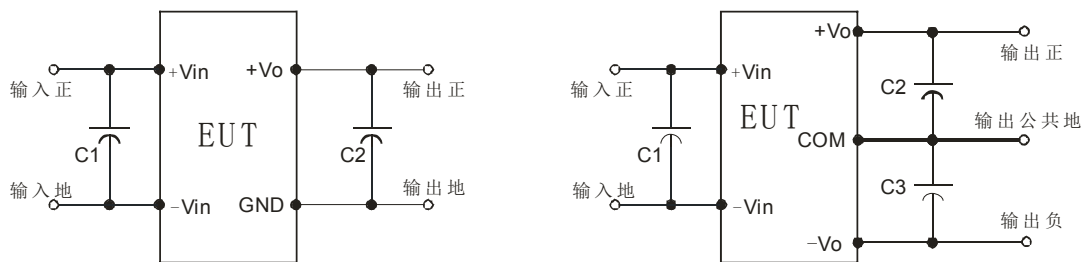 +Vin
+Vo
输入正
输出正
EUT
C1
C2
输入地
输出地
−Vin
GND
+Vo
输出正
+Vin
输入正
C2
EUT
输出公共地
COM
C1
C3
输入地
−Vin
输出负
−Vo